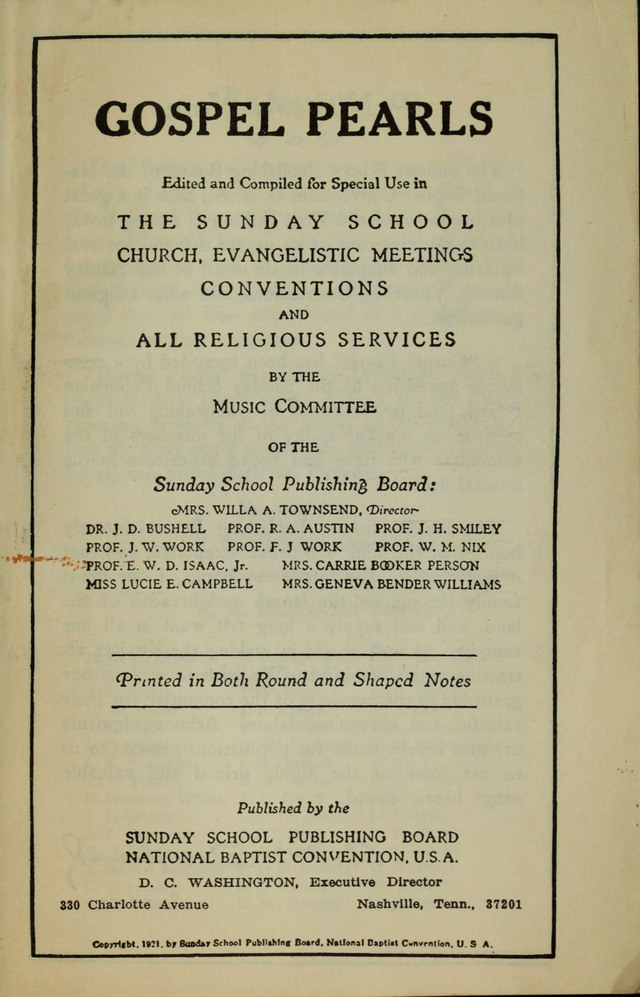 GOSPEL PEARLS
Edited and Compiled for Special Use in
THE SUNDAY SCHOOL
CHURCH, EVANGELISTIC MEETINGS
CONVENTIONS
AND
ALL RELIGIOUS SERVICES
BY THE
MUSIC COMMITTEE
OF THE
Sunday School Publishing Board:
MRS. WILLA A. TOWNSEND, Director
DR. J. D. BUSHELL PROF. R. A. AUSTIN PROF. J. H. SMILEY
PROF. J. W. WORK PROF. F. J WORK PROF. W. M. NIX
PROF. E. W. D. ISAAC, Jr. MRS. CARRIE BOOKER PERSON
MISS LUCIE E. CAMPBELL MRS. GENEVA BENDER WILLIAMS
Printed in Both Round and Shaped Notes
Published by the
SUNDAY SCHOOL PUBLISHING BOARD
NATIONAL BAPTIST CONVENTION, U.S.A.
D. C. WASHINGTON, Executive Director
330 Charlotte Avenue Nashville, Tenn., 37201
Copyright, 1921, by Sunday School Publishing Board, National Baptist Convention, U. S A.